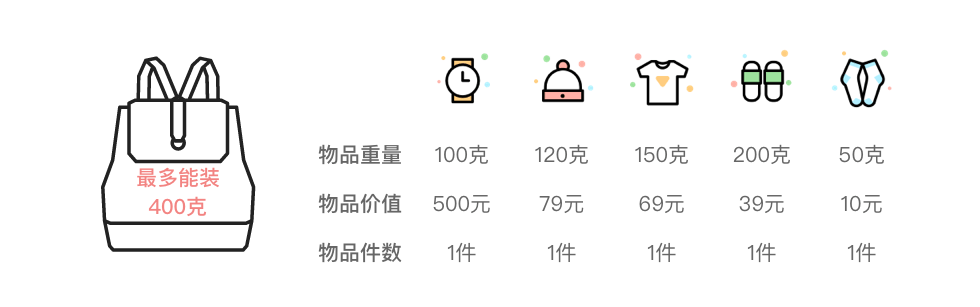 最多能装
400克
物品重量 100克 120克 150克 200克 50克
物品价值 500元 79元 69元 39元 10元
物品件数 1件 1件 1件 1件 1件